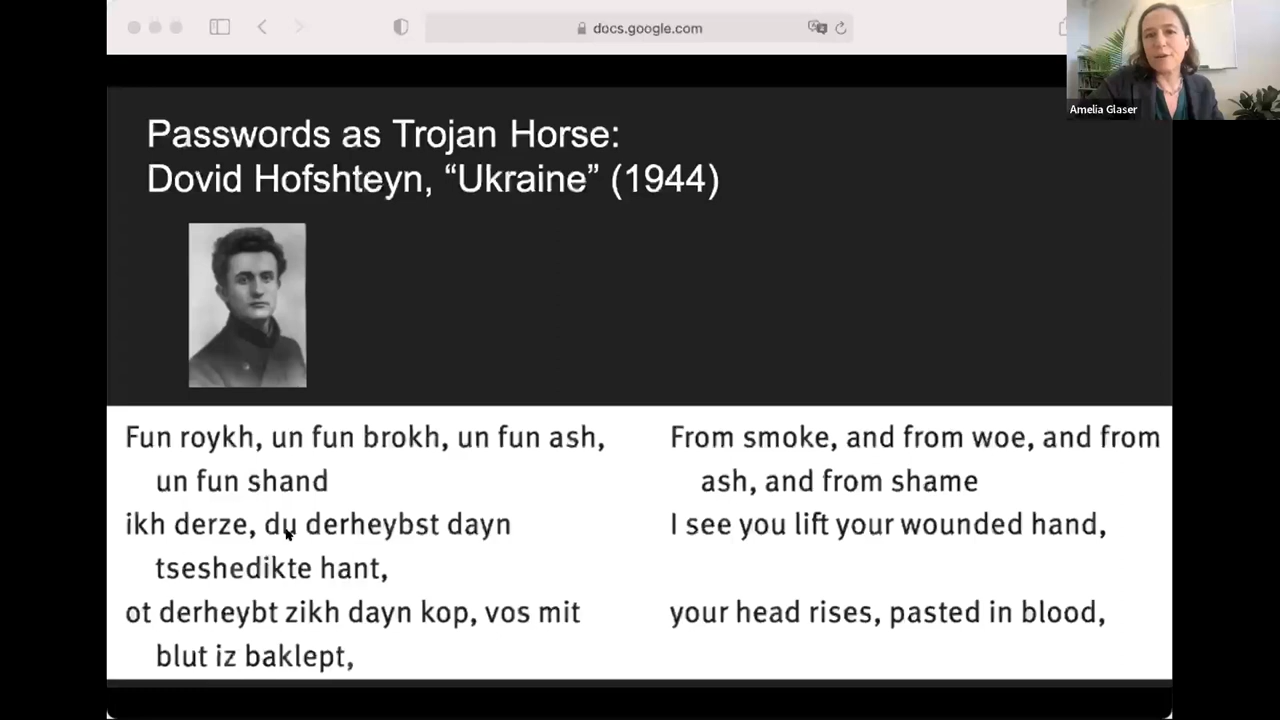 docs.google.com
Amelia Glaser
Passwords as Trojan Horse:
Dovid Hofshteyn, “Ukraine” (1944)
Fun roykh, un fun brokh, un fun ash,
un fun shand
ikh derze, du derheybst dayn
tseshedikte hant,
ot derheybt zikh dayn kop, vos mit
blut iz baklept,
From smoke, and from woe, and from
ash, and from shame
I see you lift your wounded hand,
your head rises, pasted in blood,